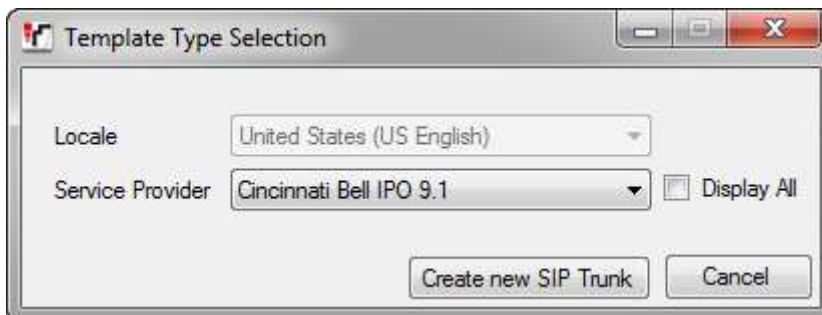 Template Type Selection
Locale United States (US English)
Service Provider Cincinnati Bell IPO 9.1 Display All
Create new SIP Trunk Cancel